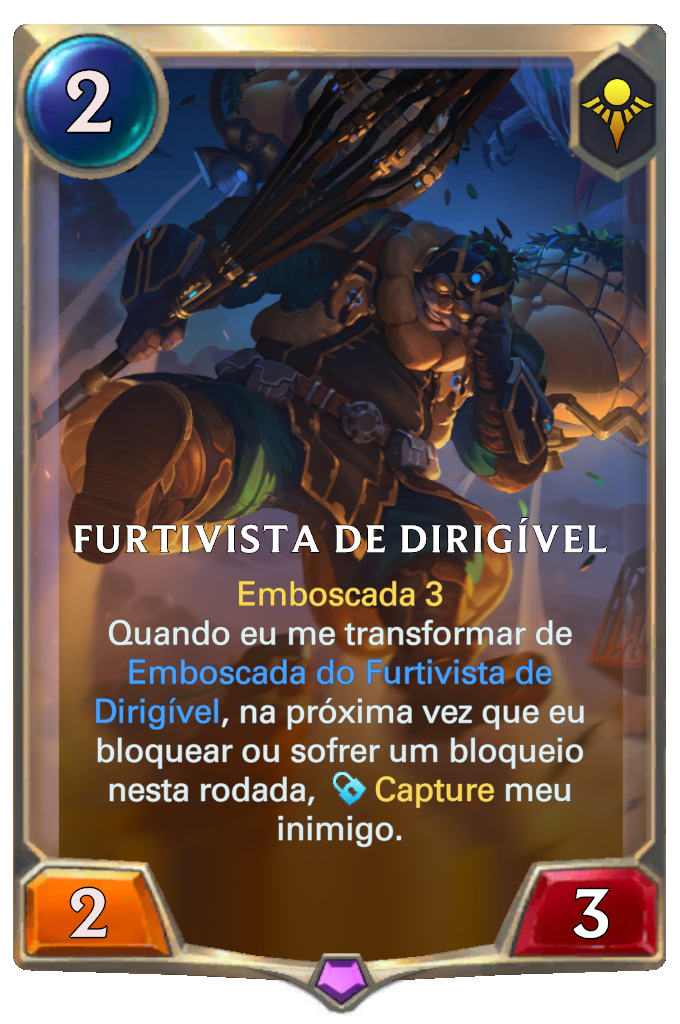 2
FURTIVISTA DE DIRIGÍVEL
Emboscada 3
Quando eu me transformar de
Emboscada do Furtivista de
Dirigível, na próxima vez que eu
bloquear ou sofrer um bloqueio
nesta rodada, Capture meu
inimigo.
2
3